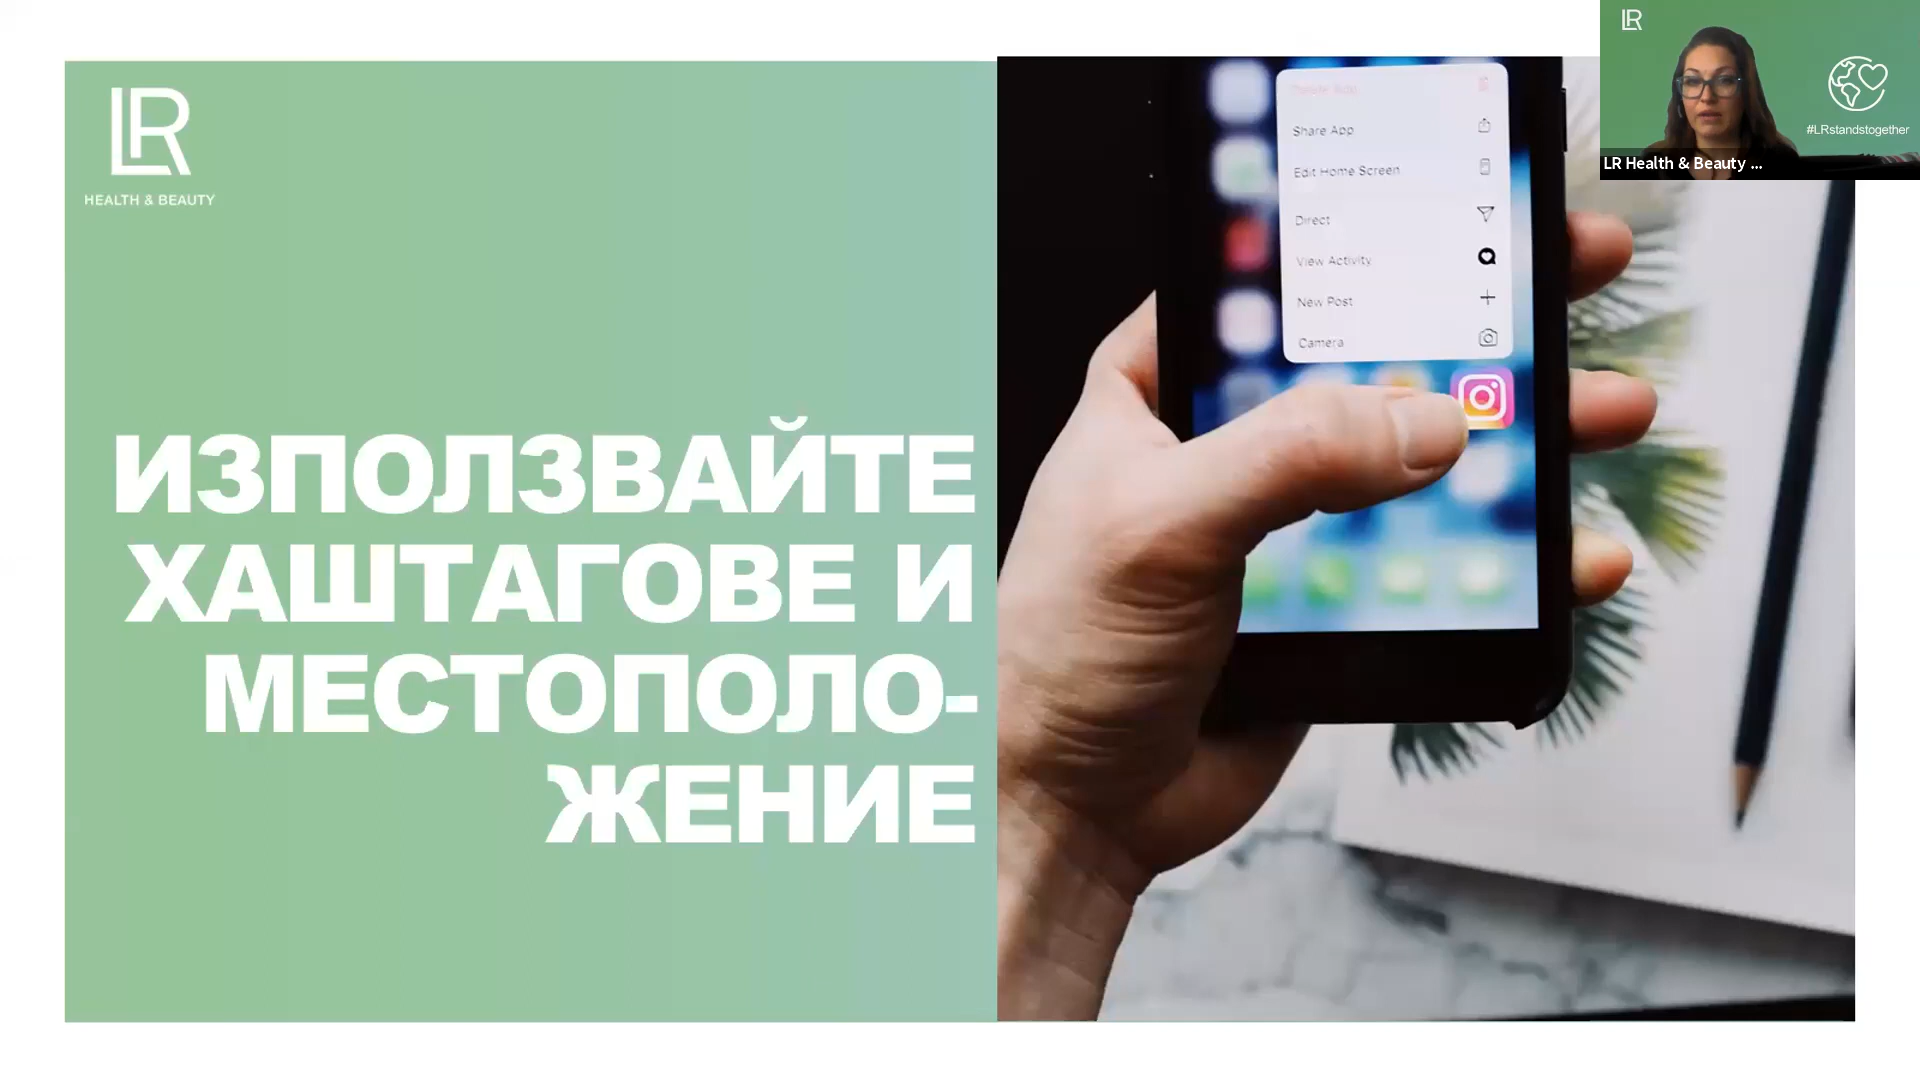 LR
HEALTH & BEAUTY
ИЗПОЛЗВАЙТЕ
ХАШТАГОВЕ И
МЕСТОПОЛО-
ЖЕНИЕ
Share App
Edit Home Screen
Direct
View Activity
New Post
Camera
LR
#LRstandstogether
LR Health & Beauty ...